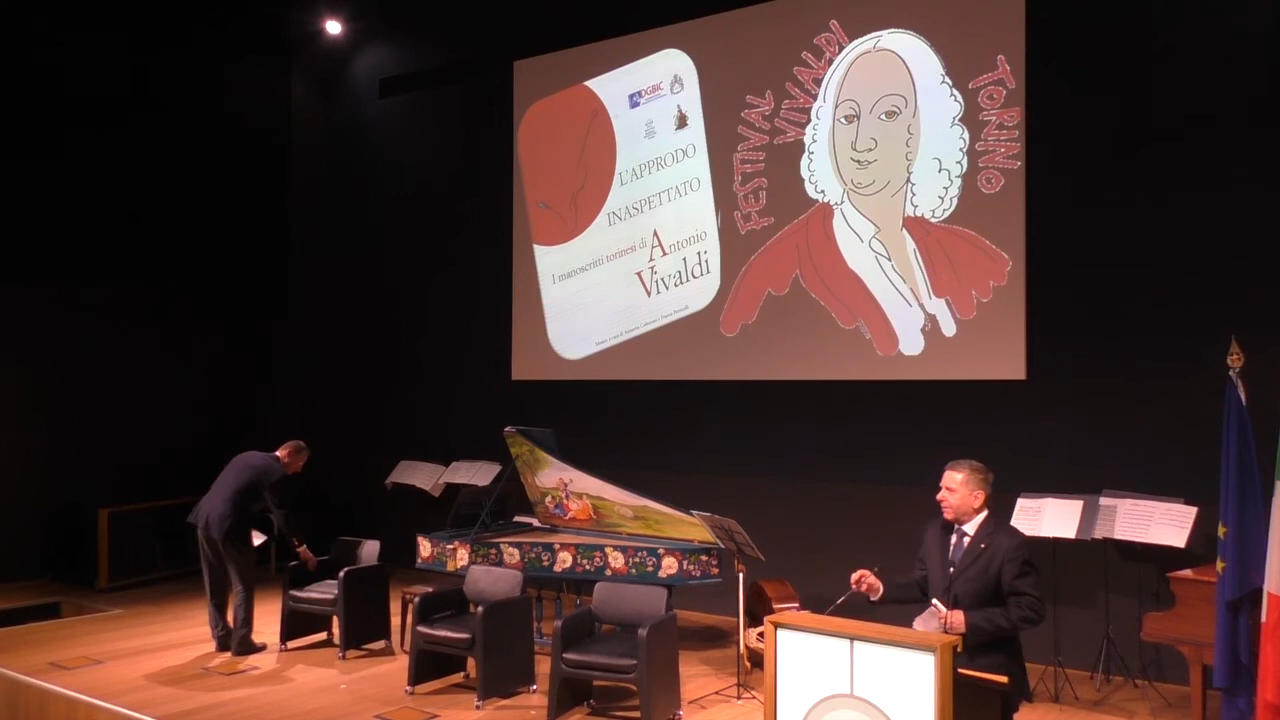 DGBIC
L'APPRODO
INASPETTATO
I manoscritti torinesi di Antonio
Vivaldi
FESTIVAL
VIVALDI
TORINO